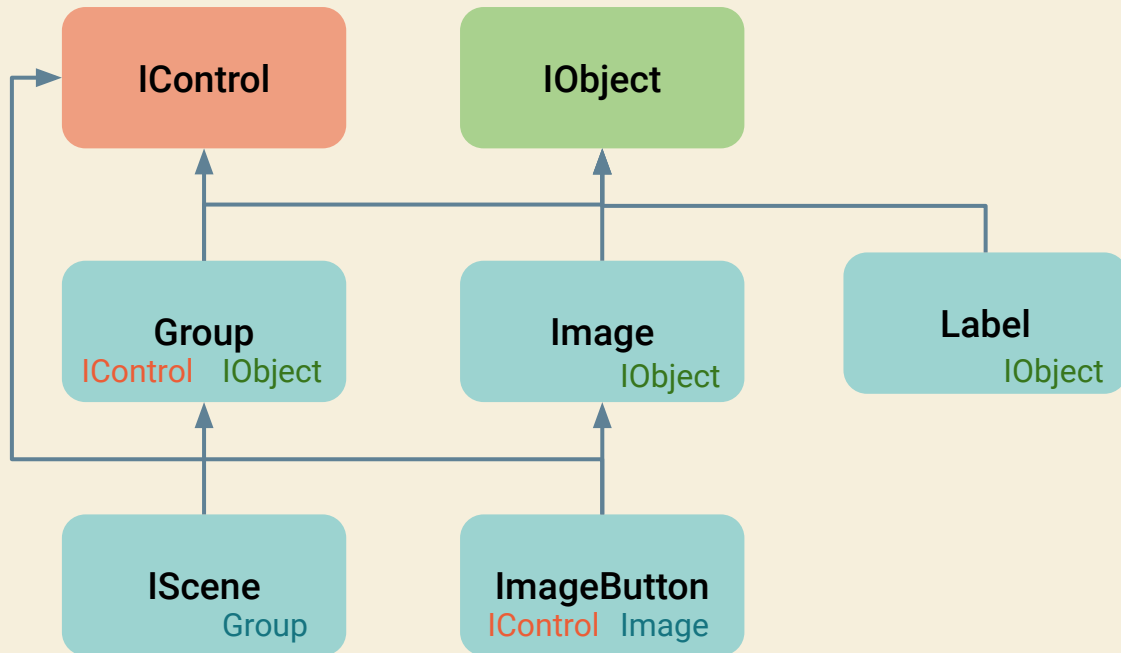 IControl
IObject
Group
IControl IObject
Image
IObject
Label
IObject
IScene
Group
ImageButton
IControl Image